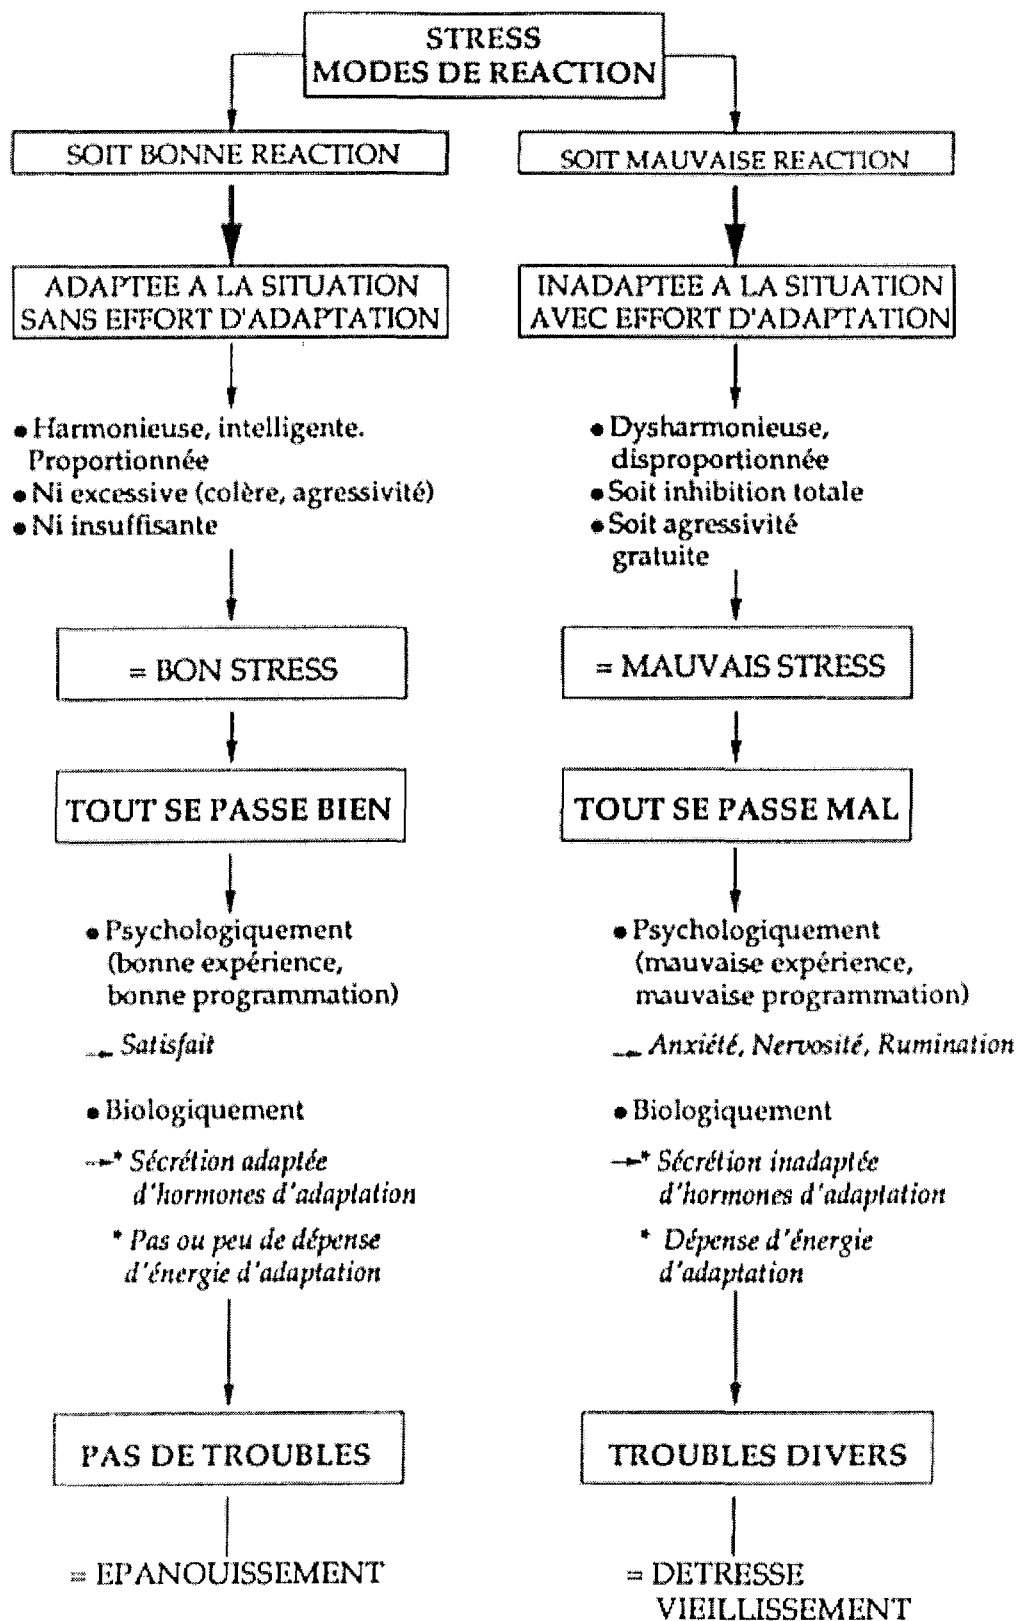 STRESS
MODES DE REACTION
SOIT BONNE REACTION
ADAPTEE A LA SITUATION
SANS EFFORT D'ADAPTATION
• Harmonieuse, intelligente.
Proportionnée
• Ni excessive (colère, agressivité)
• Ni insuffisante
= BON STRESS
TOUT SE PASSE BIEN
• Psychologiquement
(bonne expérience,
bonne programmation)
Satisfait
• Biologiquement
* Sécrétion adaptée
d'hormones d'adaptation
* Pas ou peu de dépense
d'énergie d'adaptation
PAS DE TROUBLES
= EPANOUISSEMENT
SOIT MAUVAISE REACTION
INADAPTEE A LA SITUATION
AVEC EFFORT D'ADAPTATION
• Dysharmonieuse,
disproportionnée
• Soit inhibition totale
• Soit agressivité
gratuite
= MAUVAIS STRESS
TOUT SE PASSE MAL
• Psychologiquement
(mauvaise expérience,
mauvaise programmation)
Anxiété, Nervosité, Rumination
• Biologiquement
* Sécrétion inadaptée
d'hormones d'adaptation
* Dépense d'énergie
d'adaptation
TROUBLES DIVERS
= DETRESSE
VIEILLISSEMENT